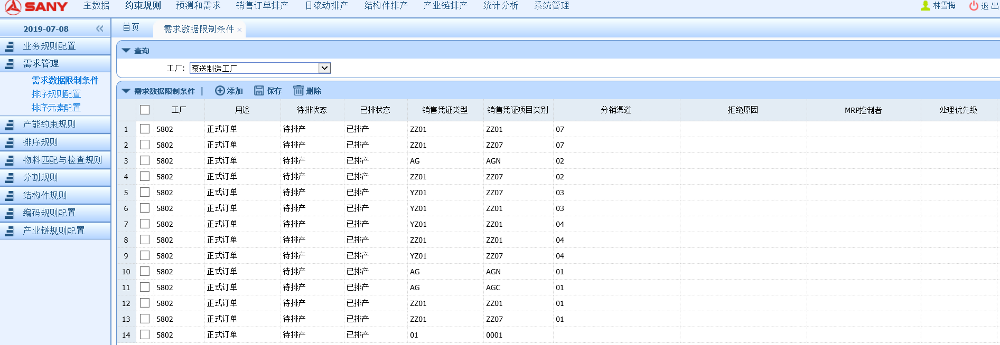 SANY 主数据 约束规则 预测和需求 销售订单排产 日滚动排产 结构件排产 产业链排产 统计分析 系统管理 林雪梅 退出
2019-07-08 «
首页 需求数据限制条件 ×
业务规则配置
需求管理
需求数据限制条件
排序规则配置
排序元素配置
产能约束规则
排序规则
物料匹配与检查规则
分割规则
结构件规则
编码规则配置
产业链规则配置
查询
工厂: 泵送制造工厂
需求数据限制条件 | 添加 保存 删除
工厂 用途 待排状态 已排状态 销售凭证类型 销售凭证项目类别 分销渠道 拒绝原因 MRP控制者 处理优先级
1 5802 正式订单 待排产 已排产 ZZ01 ZZ01 07
2 5802 正式订单 待排产 已排产 ZZ01 ZZ07 07
3 5802 正式订单 待排产 已排产 AG AGN 02
4 5802 正式订单 待排产 已排产 ZZ01 ZZ07 02
5 5802 正式订单 待排产 已排产 YZ01 ZZ07 03
6 5802 正式订单 待排产 已排产 YZ01 ZZ01 03
7 5802 正式订单 待排产 已排产 YZ01 ZZ01 04
8 5802 正式订单 待排产 已排产 ZZ01 ZZ01 04
9 5802 正式订单 待排产 已排产 YZ01 ZZ07 04
10 5802 正式订单 待排产 已排产 AG AGN 01
11 5802 正式订单 待排产 已排产 AG AGC 01
12 5802 正式订单 待排产 已排产 ZZ01 ZZ01 01
13 5802 正式订单 待排产 已排产 ZZ01 ZZ07 01
14 5802 正式订单 待排产 已排产 01 0001